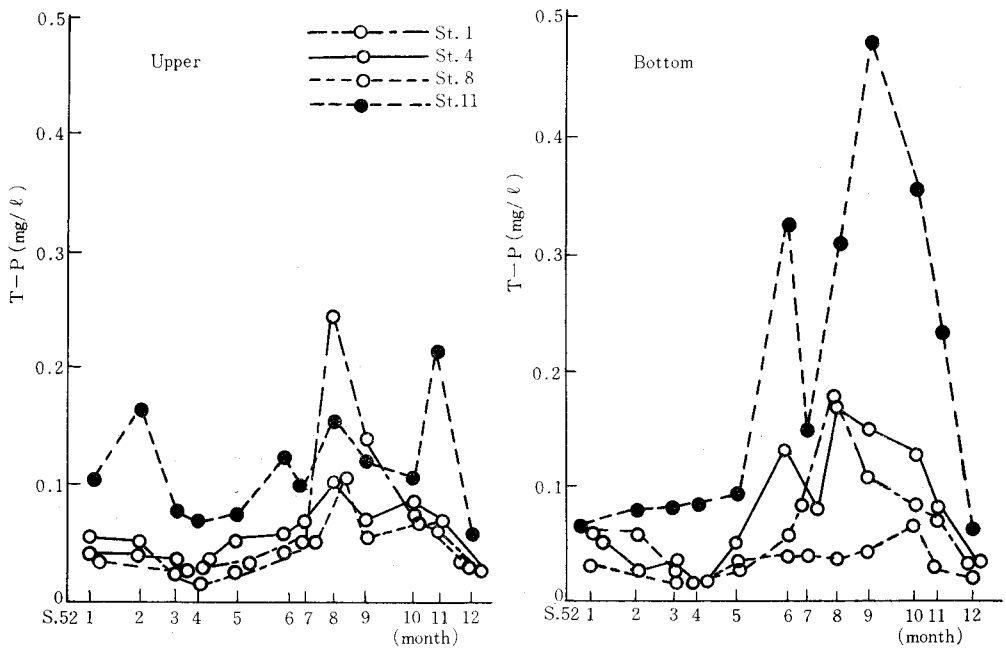 0.5
0.4
0.3
0.2
0.1
0
T-P (mg/ℓ)
Upper
St. 1
St. 4
St. 8
St.11
S.52 1 2 3 4 5 6 7 8 9 10 11 12
(month)
0.5
0.4
0.3
0.2
0.1
0
T-P (mg/ℓ)
Bottom
S.52 1 2 3 4 5 6 7 8 9 10 11 12
(month)